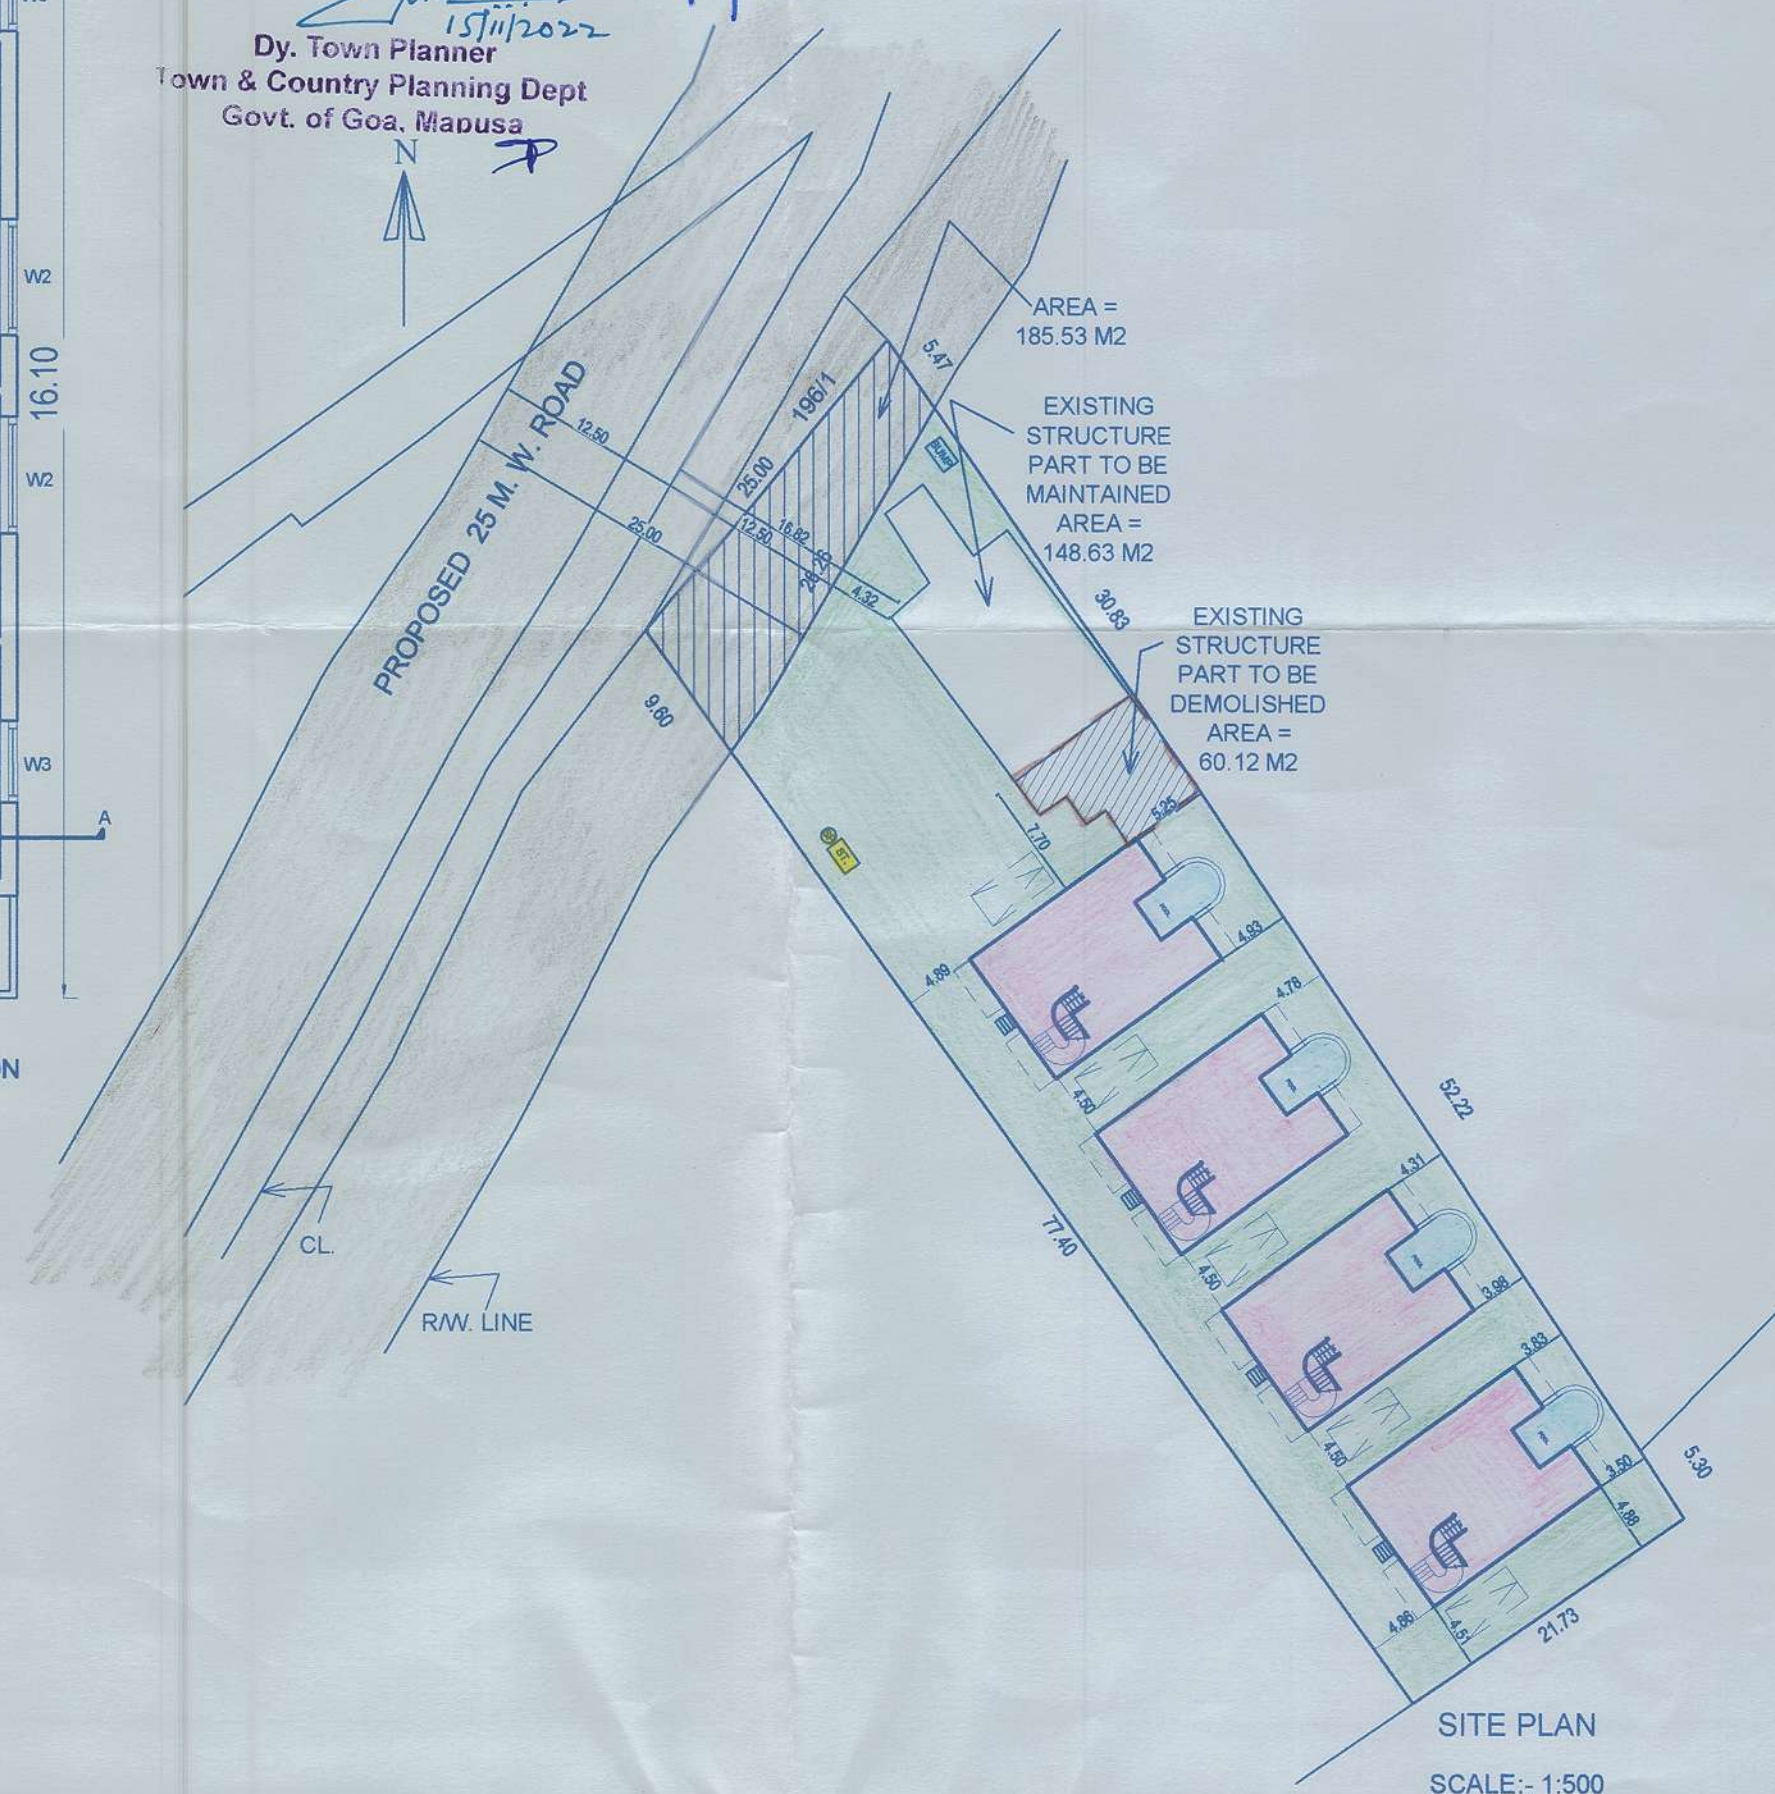 15/11/2022
Dy. Town Planner
Town & Country Planning Dept
Govt. of Goa, Mapusa
N
W2
16.10
W2
W3
A
ON
AREA =
185.53 M2
5.47
196/1
EXISTING
STRUCTURE
PART TO BE
MAINTAINED
AREA =
148.63 M2
PROPOSED 25 M. W. ROAD
12.50
25.00
25.00
12.50
16.82
4.32
30.83
EXISTING
STRUCTURE
PART TO BE
DEMOLISHED
AREA =
60.12 M2
9.60
ST.
5.25
7.70
4.93
4.89
4.78
4.50
52.22
4.31
77.40
4.50
3.98
3.83
4.50
3.50
5.30
4.88
4.86
4.51
21.73
CL.
R/W. LINE
SITE PLAN
SCALE:- 1:500